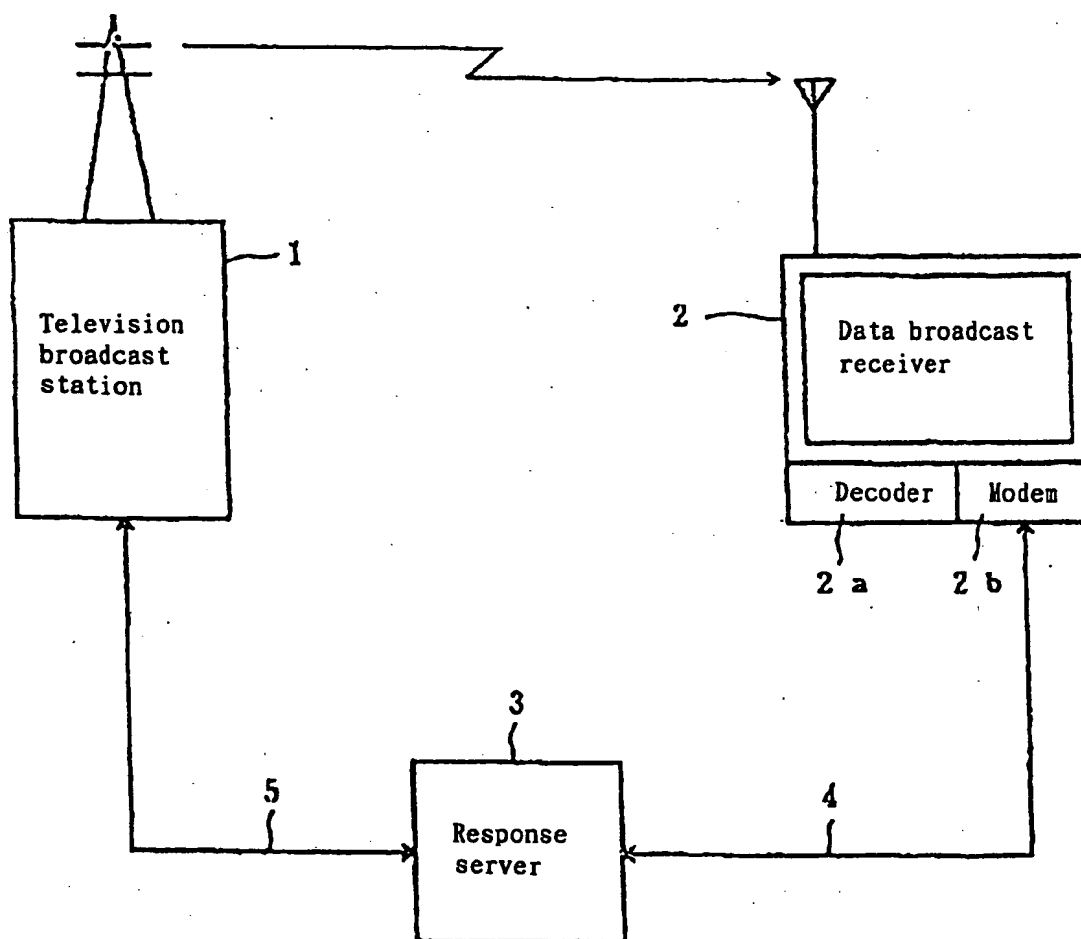 1
Television
broadcast
station
2
Data broadcast
receiver
Decoder
Modem
2 a
2 b
3
5
4
Response
server